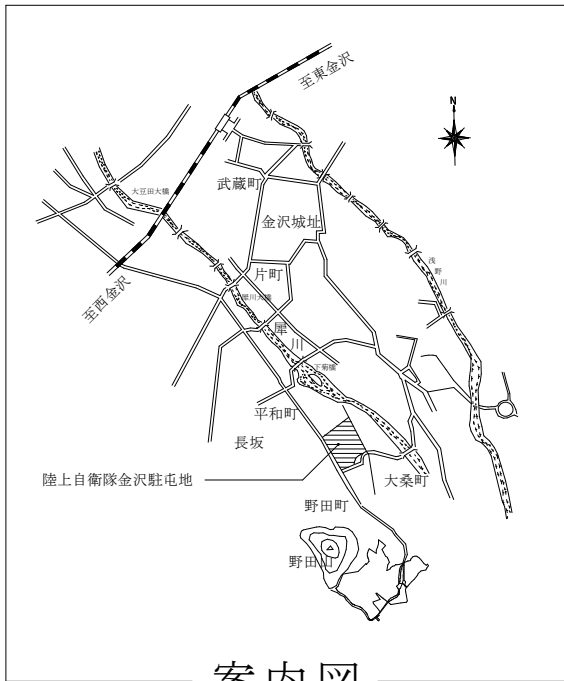 至東金沢
N
大豆田大橋
武蔵町
金沢城址
浅野川
片町
至西金沢
犀川大橋
犀川
下菊橋
平和町
長坂
陸上自衛隊金沢駐屯地
大桑町
野田町
野田山
案内図